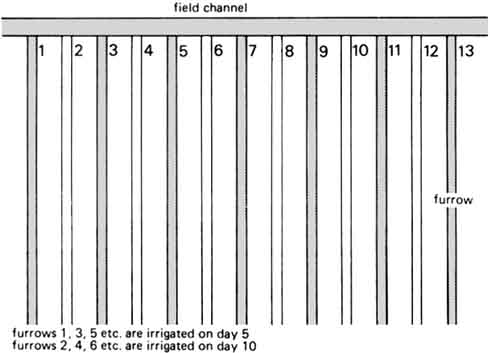 field channel
1 2 3 4 5 6 7 8 9 10 11 12 13
furrow
furrows 1, 3, 5 etc. are irrigated on day 5
furrows 2, 4, 6 etc. are irrigated on day 10